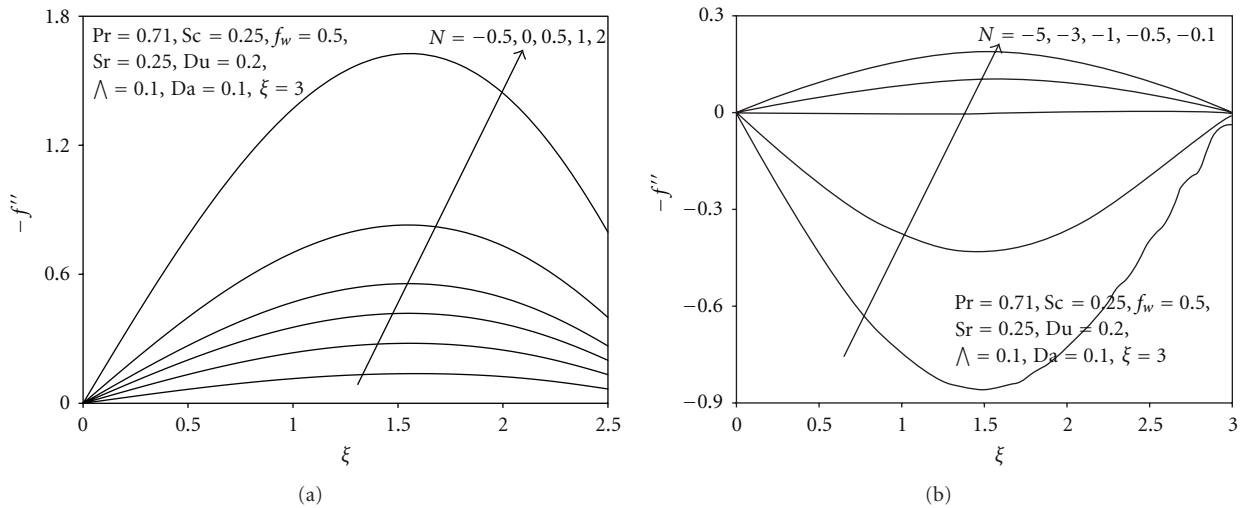 1.8
1.2
0.6
0
− f′′
Pr = 0.71, Sc = 0.25, f_w = 0.5,
Sr = 0.25, Du = 0.2,
⋀ = 0.1, Da = 0.1, ξ = 3
N = −0.5, 0, 0.5, 1, 2
0 0.5 1 1.5 2 2.5
ξ
(a)
0.3
0
−0.3
−0.6
−0.9
− f′′
N = −5, −3, −1, −0.5, −0.1
Pr = 0.71, Sc = 0.25, f_w = 0.5,
Sr = 0.25, Du = 0.2,
⋀ = 0.1, Da = 0.1, ξ = 3
0 0.5 1 1.5 2 2.5 3
ξ
(b)